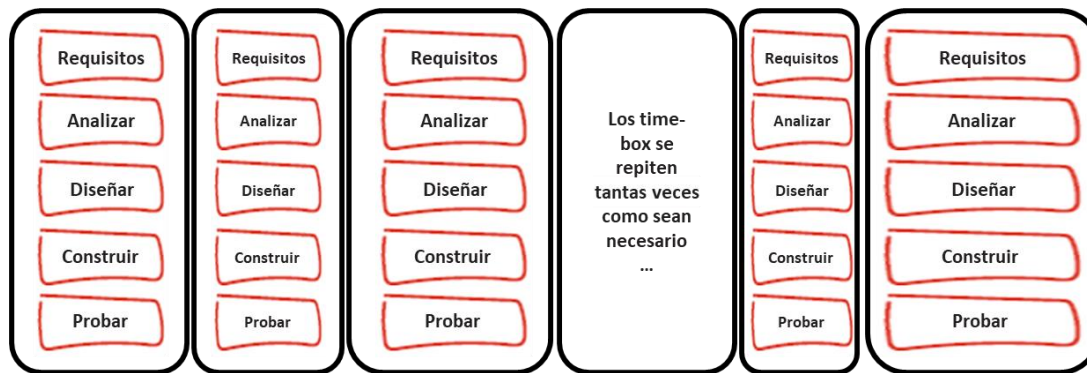 Requisitos
Analizar
Diseñar
Construir
Probar
Requisitos
Analizar
Diseñar
Construir
Probar
Requisitos
Analizar
Diseñar
Construir
Probar
Los time-
box se
repiten
tantas veces
como sean
necesario
...
Requisitos
Analizar
Diseñar
Construir
Probar
Requisitos
Analizar
Diseñar
Construir
Probar